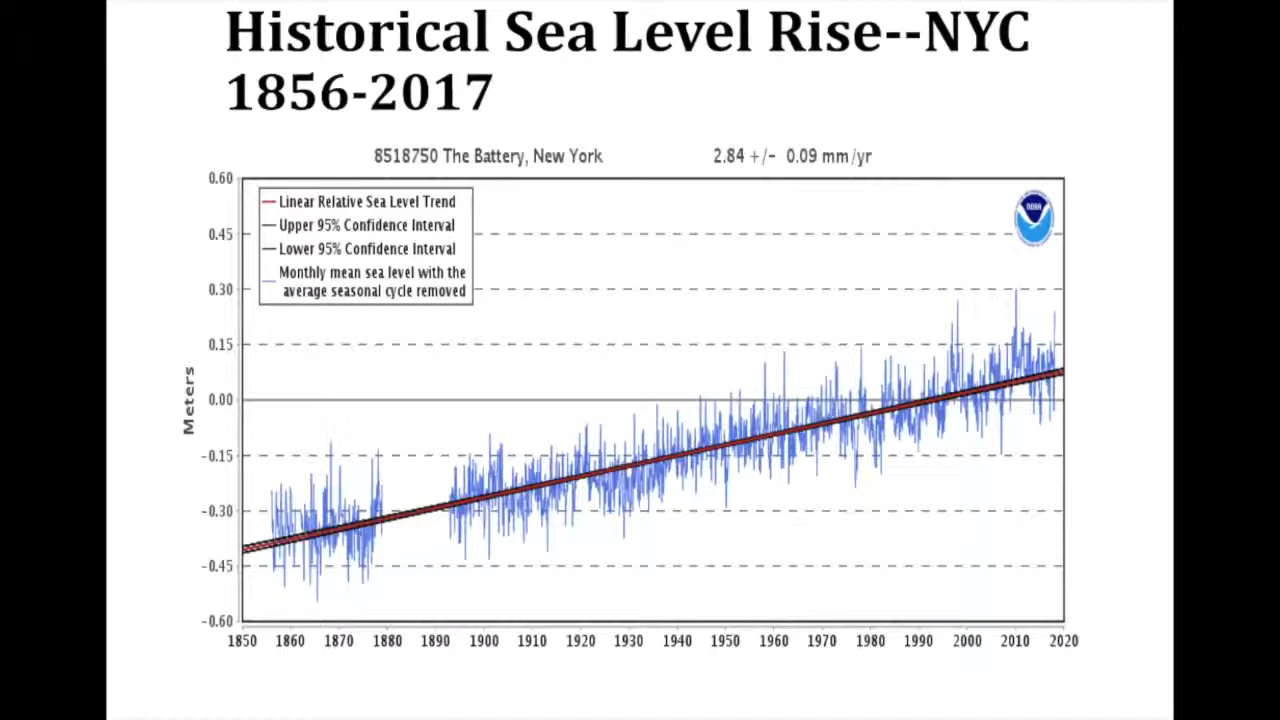 Historical Sea Level Rise--NYC
1856-2017
8518750 The Battery, New York 2.84 +/- 0.09 mm/yr
Linear Relative Sea Level Trend
Upper 95% Confidence Interval
Lower 95% Confidence Interval
Monthly mean sea level with the
average seasonal cycle removed
noaa
Meters
0.60
0.45
0.30
0.15
0.00
-0.15
-0.30
-0.45
-0.60
1850 1860 1870 1880 1890 1900 1910 1920 1930 1940 1950 1960 1970 1980 1990 2000 2010 2020